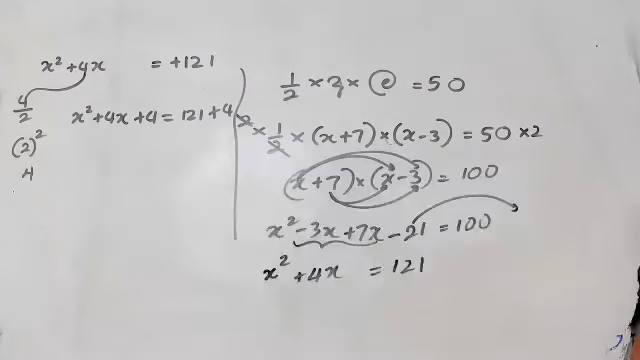 x² + 4x = +121
4/2
x² + 4x + 4 = 121 + 4
(2)²
4
1/2 × 3 × @ = 50
2 × 1/2 × (x+7) × (x-3) = 50 × 2
(x+7) × (x-3) = 100
x² - 3x + 7x - 21 = 100
x² + 4x = 121